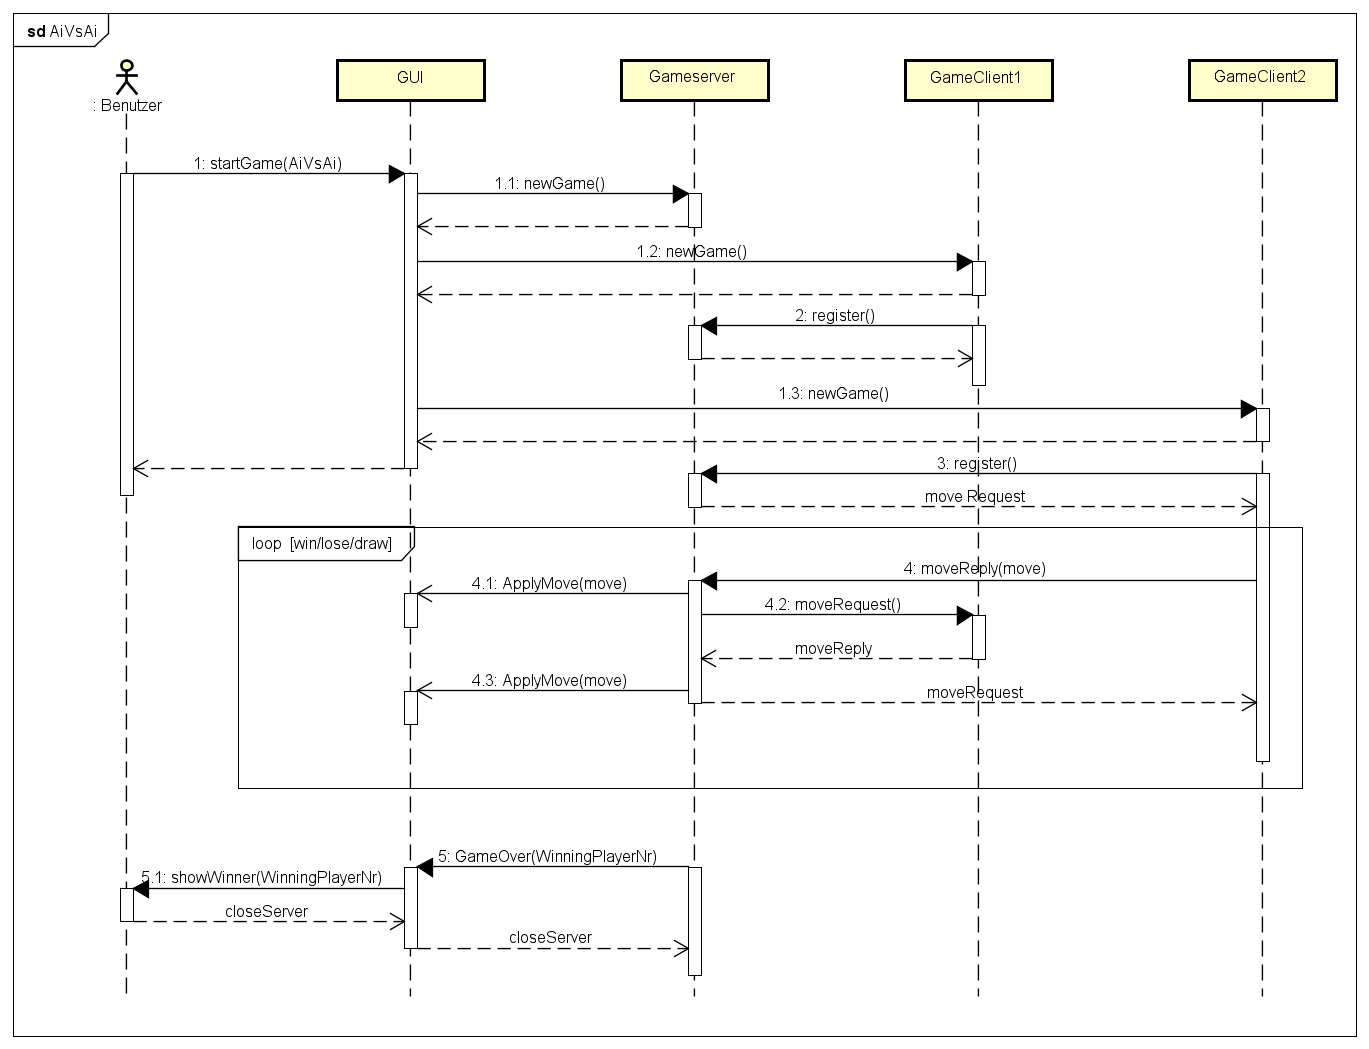 sd AiVsAi
: Benutzer
GUI
Gameserver
GameClient1
GameClient2
1: startGame(AiVsAi)
1.1: newGame()
1.2: newGame()
2: register()
1.3: newGame()
3: register()
move Request
loop [win/lose/draw]
4: moveReply(move)
4.1: ApplyMove(move)
4.2: moveRequest()
moveReply
4.3: ApplyMove(move)
moveRequest
5: GameOver(WinningPlayerNr)
5.1: showWinner(WinningPlayerNr)
closeServer
closeServer